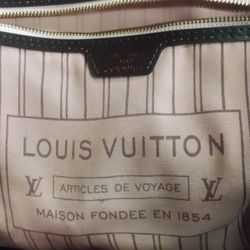 LOUIS VUITTON
LV ARTICLES DE VOYAGE LV
MAISON FONDEE EN 1854